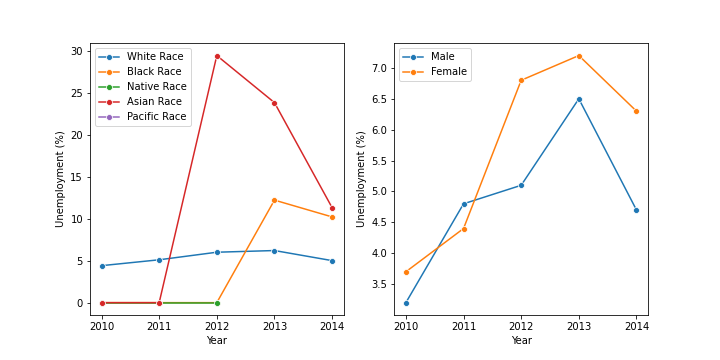 White Race
Black Race
Native Race
Asian Race
Pacific Race
30
25
20
15
10
5
0
Unemployment (%)
2010 2011 2012 2013 2014
Year
Male
Female
7.0
6.5
6.0
5.5
5.0
4.5
4.0
3.5
Unemployment (%)
2010 2011 2012 2013 2014
Year